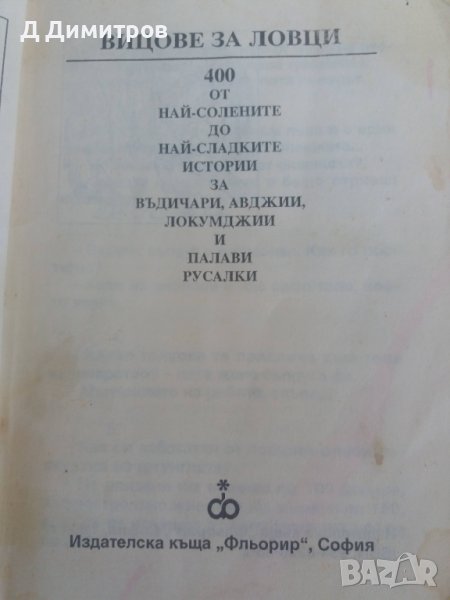 Д Димитров
ВИЦОВЕ ЗА ЛОВЦИ
400
ОТ
НАЙ-СОЛЕНИТЕ
ДО
НАЙ-СЛАДКИТЕ
ИСТОРИИ
ЗА
ВЪДИЧАРИ, АВДЖИИ,
ЛОКУМДЖИИ
И
ПАЛАВИ
РУСАЛКИ
Издателска къща „Фльорир“, София
BAZAR